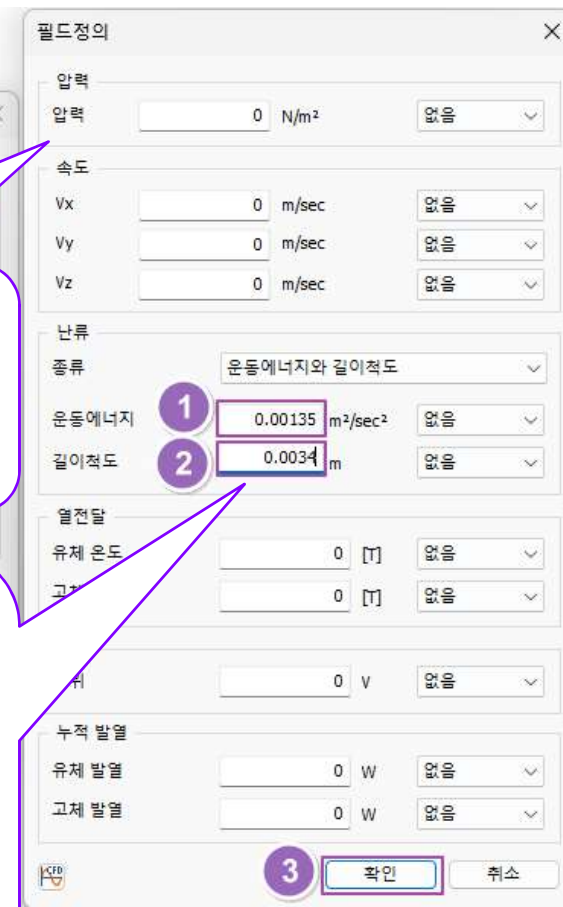 필드정의
압력
압력 0 N/m² 없음
속도
Vx 0 m/sec 없음
Vy 0 m/sec 없음
Vz 0 m/sec 없음
난류
종류 운동에너지와 길이척도
운동에너지 1 0.00135 m²/sec² 없음
길이척도 2 0.0034 m 없음
열전달
유체 온도 0 [T] 없음
0 [T] 없음
0 V 없음
누적 발열
유체 발열 0 W 없음
고체 발열 0 W 없음
CFD 3 확인 취소